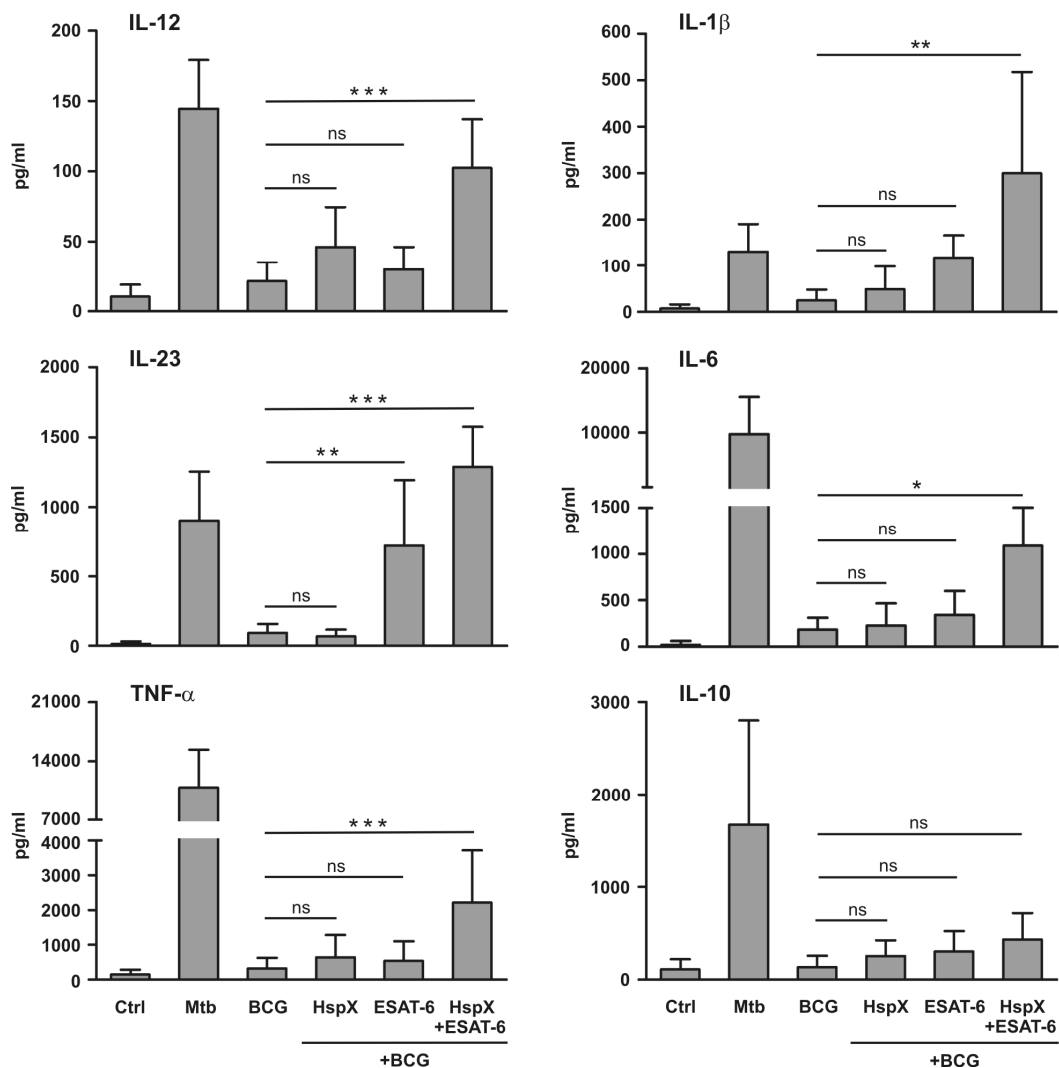 IL-12
pg/ml
200
150
100
50
0
***
ns
ns
IL-1β
pg/ml
600
500
400
300
200
100
0
**
ns
ns
IL-23
pg/ml
2000
1500
1000
500
0
***
**
ns
IL-6
pg/ml
20000
10000
1500
1000
500
0
*
ns
ns
TNF-α
pg/ml
21000
14000
7000
4000
3000
2000
1000
0
***
ns
ns
Ctrl Mtb BCG HspX ESAT-6 HspX
+ESAT-6
+BCG
IL-10
pg/ml
3000
2000
1000
0
ns
ns
ns
Ctrl Mtb BCG HspX ESAT-6 HspX
+ESAT-6
+BCG